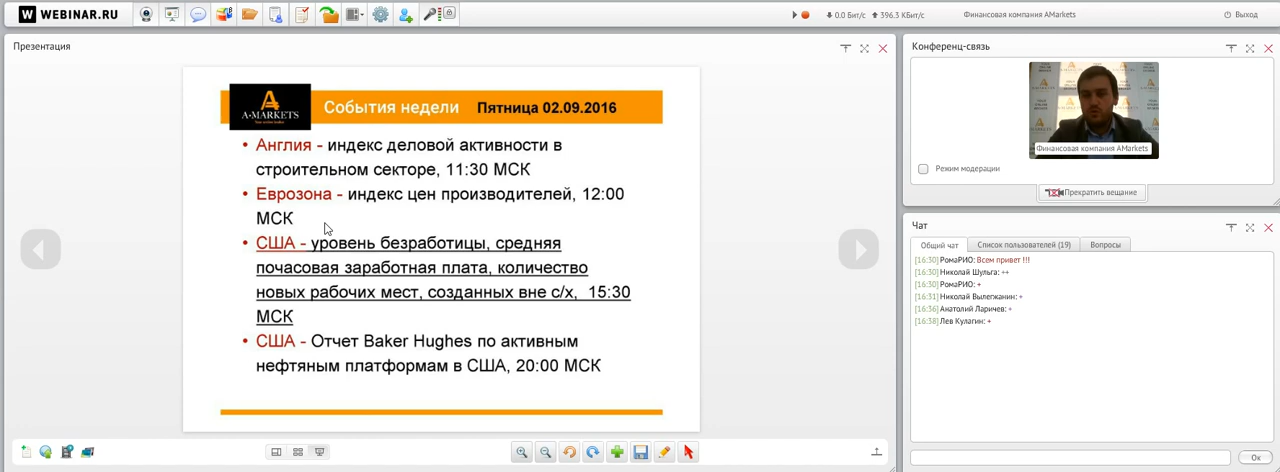 W WEBINAR.RU
0.0 Бит/с 396.3 КБит/с
Финансовая компания AMarkets
Выход
Презентация
A·MARKETS
События недели Пятница 02.09.2016
• Англия - индекс деловой активности в
строительном секторе, 11:30 МСК
• Еврозона - индекс цен производителей, 12:00
МСК
• США - уровень безработицы, средняя
почасовая заработная плата, количество
новых рабочих мест, созданных вне с/х, 15:30
МСК
• США - Отчет Baker Hughes по активным
нефтяным платформам в США, 20:00 МСК
Конференц-связь
Финансовая компания AMarkets
Режим модерации
Прекратить вещание
Чат
Общий чат
Список пользователей (19)
Вопросы
[16:30] РомаРИО: Всем привет !!!
[16:30] Николай Шульга: ++
[16:30] РомаРИО: +
[16:31] Николай Вылегжанин: +
[16:36] Анатолий Ларичев: +
[16:38] Лев Кулагин: +
Ок